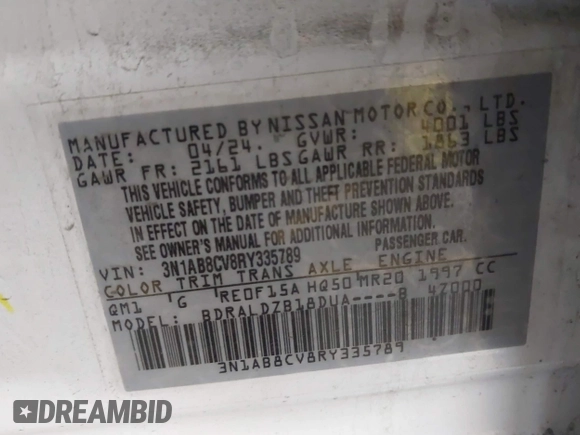 MANUFACTURED BY NISSAN MOTOR CO., LTD.
DATE: 04/24. GVWR: 4001 LBS
GAWR FR: 2161 LBS GAWR RR: 1863 LBS
THIS VEHICLE CONFORMS TO ALL APPLICABLE FEDERAL MOTOR
VEHICLE SAFETY, BUMPER AND THEFT PREVENTION STANDARDS
IN EFFECT ON THE DATE OF MANUFACTURE SHOWN ABOVE.
SEE OWNER'S MANUAL FOR ADDITIONAL INFORMATION.
VIN: 3N1AB8CV8RY335789 PASSENGER CAR.
COLOR TRIM TRANS AXLE ENGINE
QM1 G RE0F15A HQ50 MR20 1997 CC
MODEL: BDRALDZB18DUA----B 47000
3N1AB8CV8RY335789
DREAMBID